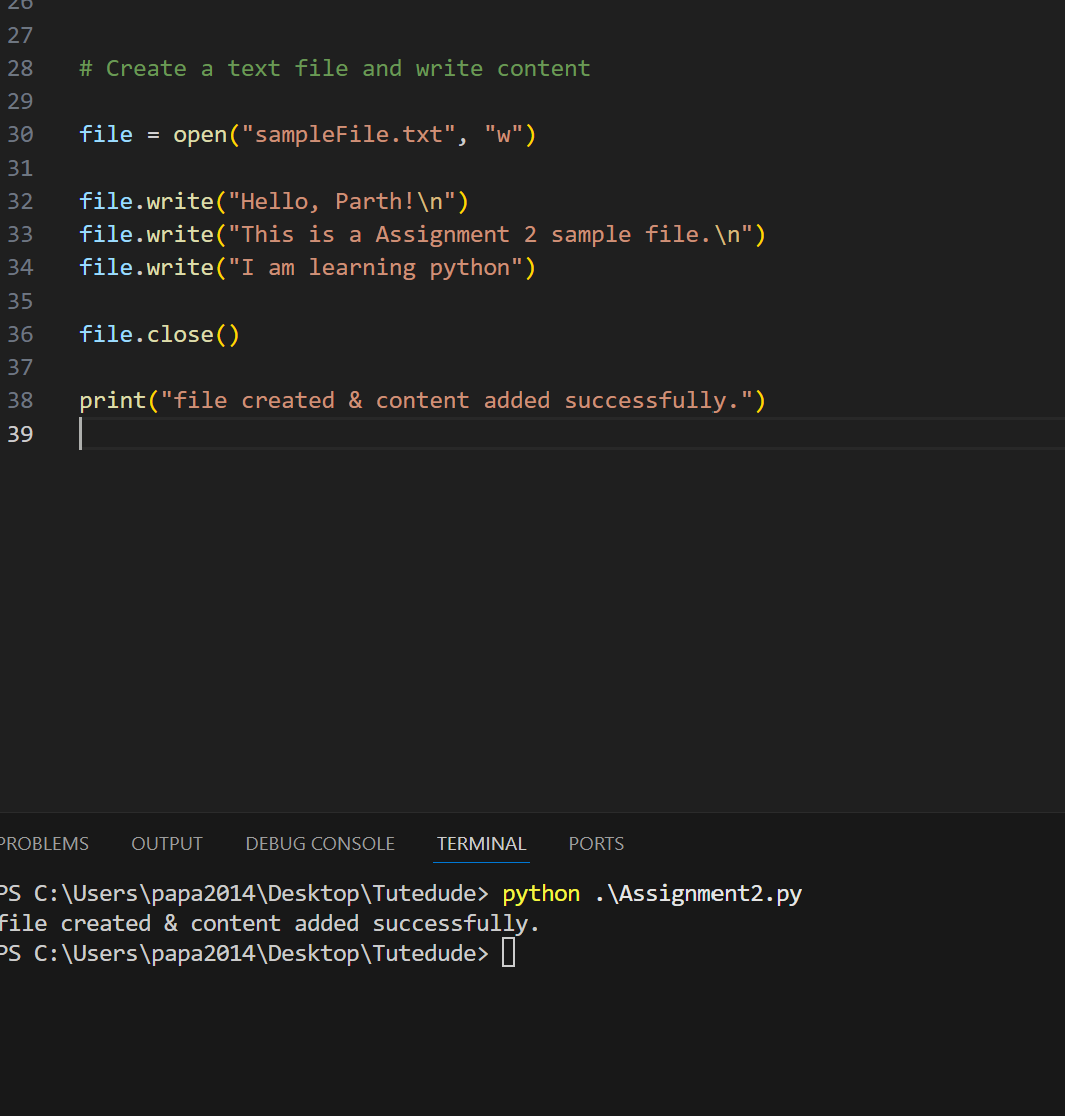 26
27
28 # Create a text file and write content
29
30 file = open("sampleFile.txt", "w")
31
32 file.write("Hello, Parth!\n")
33 file.write("This is a Assignment 2 sample file.\n")
34 file.write("I am learning python")
35
36 file.close()
37
38 print("file created & content added successfully.")
39
PROBLEMS OUTPUT DEBUG CONSOLE TERMINAL PORTS
PS C:\Users\papa2014\Desktop\Tutedude> python .\Assignment2.py
file created & content added successfully.
PS C:\Users\papa2014\Desktop\Tutedude>